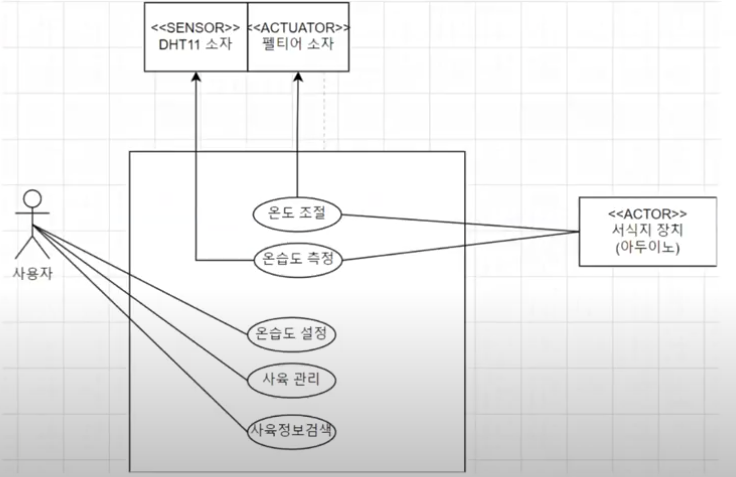 <<SENSOR>>
DHT11 소자
<<ACTUATOR>>
펠티어 소자
온도 조절
<<ACTOR>>
서식지 장치
(아두이노)
온습도 측정
사용자
온습도 설정
사육 관리
사육정보검색